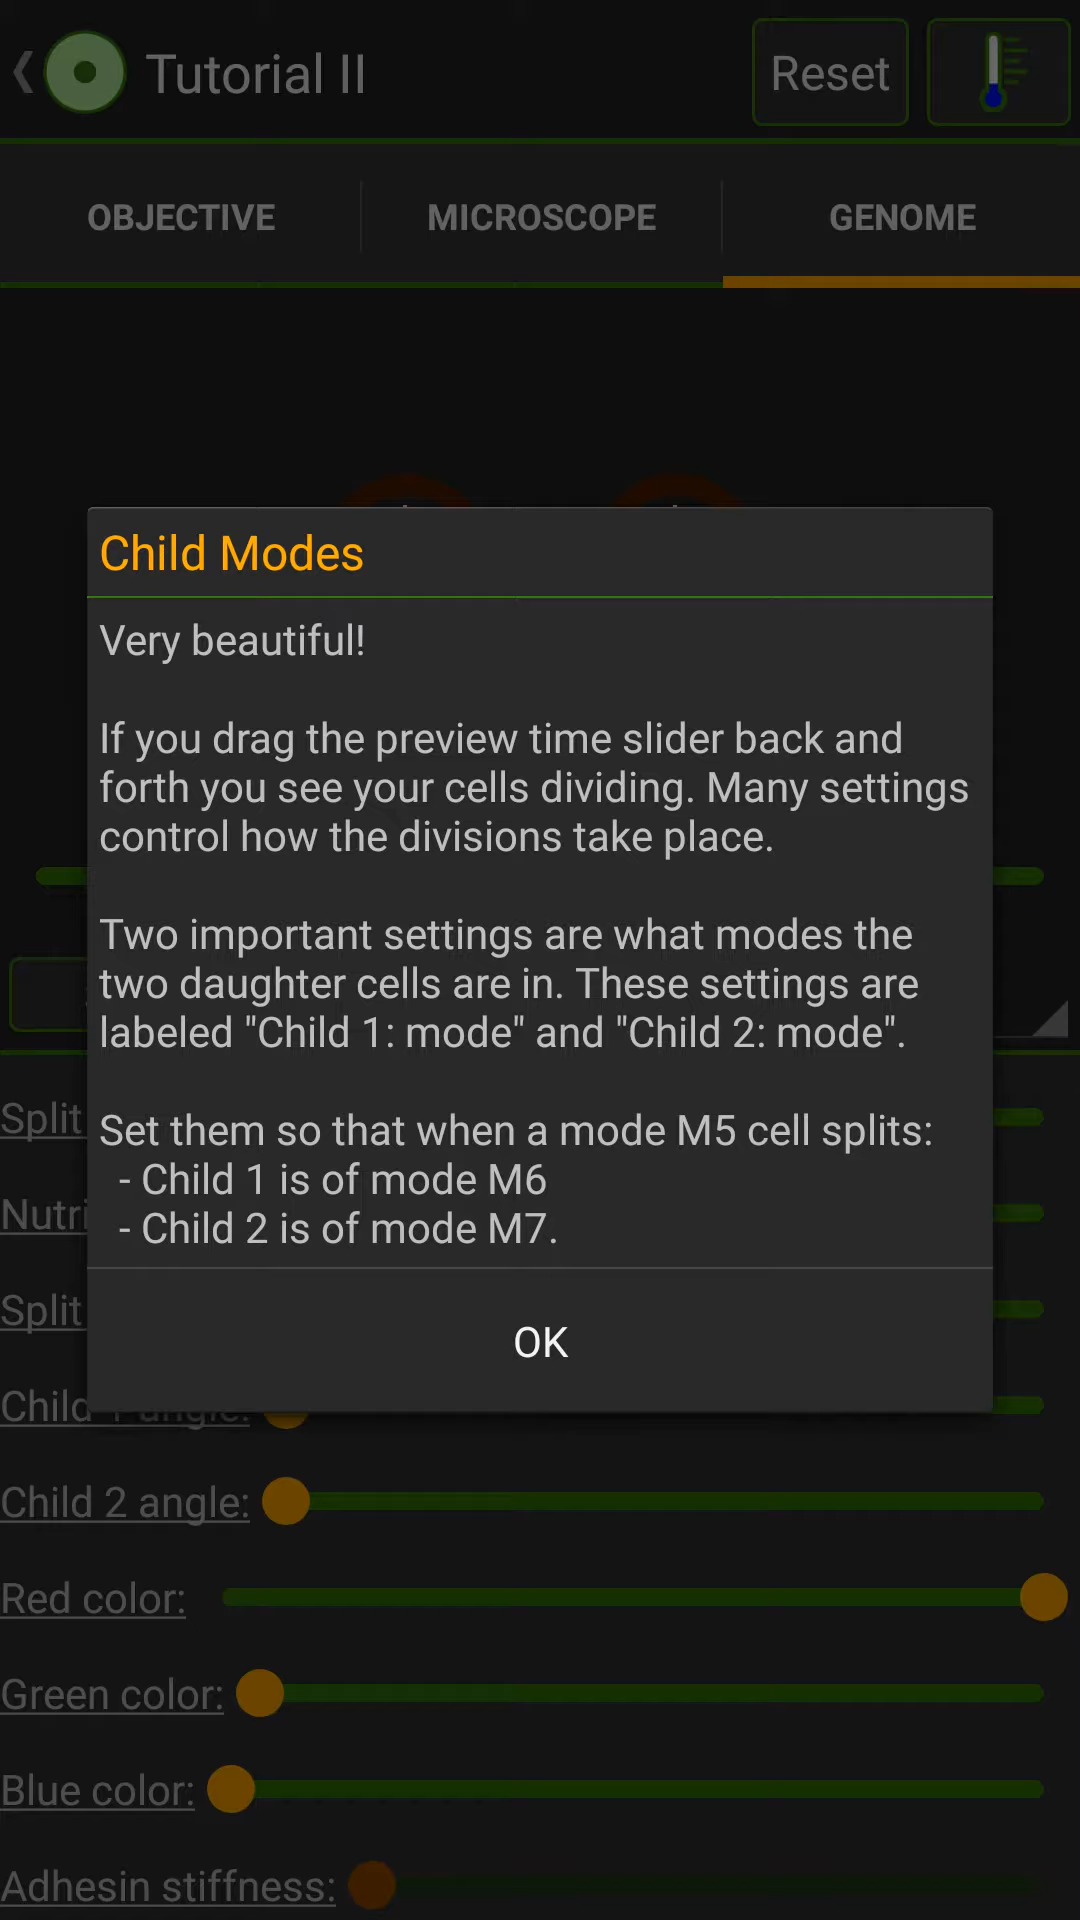 Tutorial II
Reset
OBJECTIVE
MICROSCOPE
GENOME
Child Modes
Very beautiful!
If you drag the preview time slider back and
forth you see your cells dividing. Many settings
control how the divisions take place.
Two important settings are what modes the
two daughter cells are in. These settings are
labeled "Child 1: mode" and "Child 2: mode".
Set them so that when a mode M5 cell splits:
- Child 1 is of mode M6
- Child 2 is of mode M7.
OK
Split
Nutri
Split
Child 1 angle:
Child 2 angle:
Red color:
Green color:
Blue color:
Adhesin stiffness: